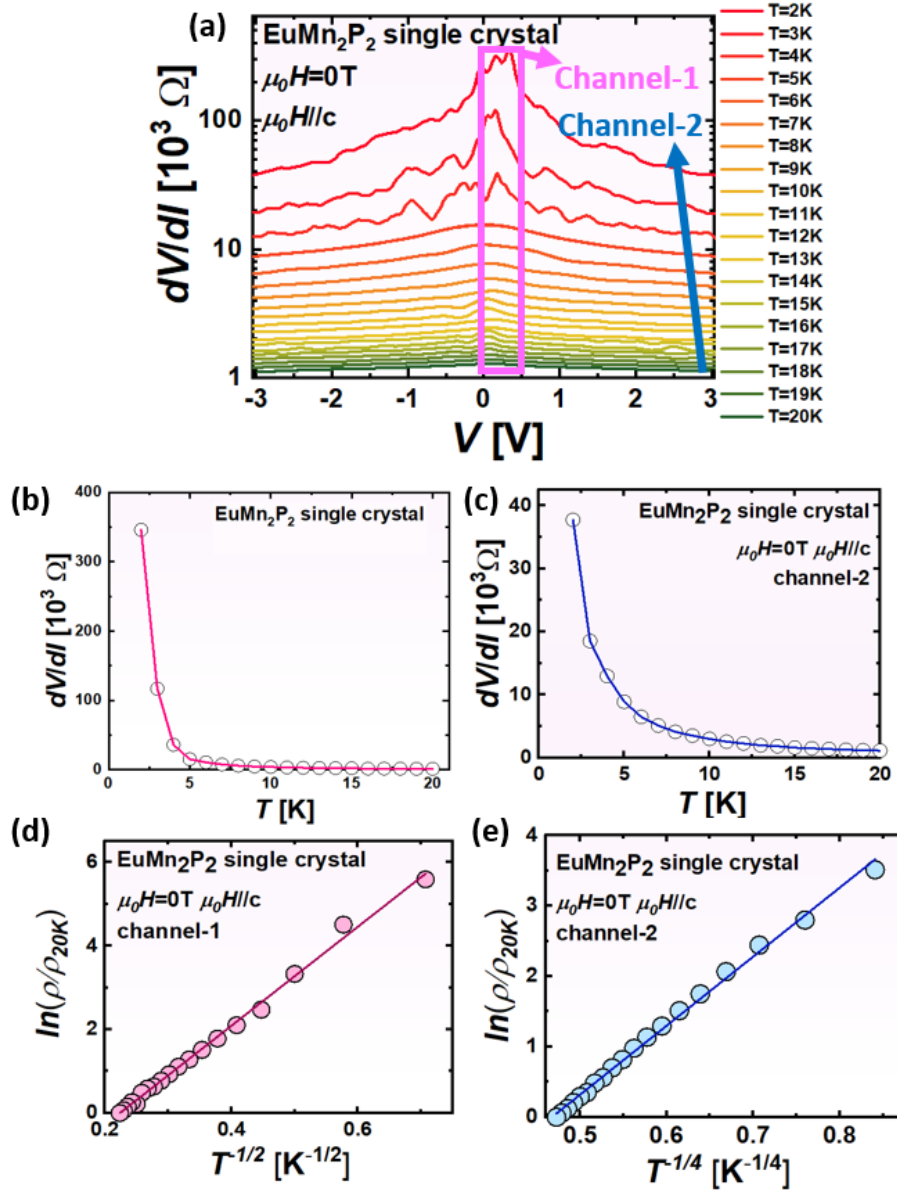 (a)
EuMn₂P₂ single crystal
μ₀H=0T
μ₀H//c
Channel-1
Channel-2
dV/dI [10³ Ω]
100
10
1
-3 -2 -1 0 1 2 3
V [V]
T=2K
T=3K
T=4K
T=5K
T=6K
T=7K
T=8K
T=9K
T=10K
T=11K
T=12K
T=13K
T=14K
T=15K
T=16K
T=17K
T=18K
T=19K
T=20K
(b)
EuMn₂P₂ single crystal
dV/dI [10³ Ω]
400
300
200
100
0
0 5 10 15 20
T [K]
(c)
EuMn₂P₂ single crystal
μ₀H=0T μ₀H//c
channel-2
dV/dI [10³Ω]
40
30
20
10
0
0 5 10 15 20
T [K]
(d)
EuMn₂P₂ single crystal
μ₀H=0T μ₀H//c
channel-1
ln(ρ/ρ₂₀K)
6
4
2
0
0.2 0.4 0.6
T⁻¹/² [K⁻¹/²]
(e)
EuMn₂P₂ single crystal
μ₀H=0T μ₀H//c
channel-2
ln(ρ/ρ₂₀K)
4
3
2
1
0
0.5 0.6 0.7 0.8
T⁻¹/⁴ [K⁻¹/⁴]